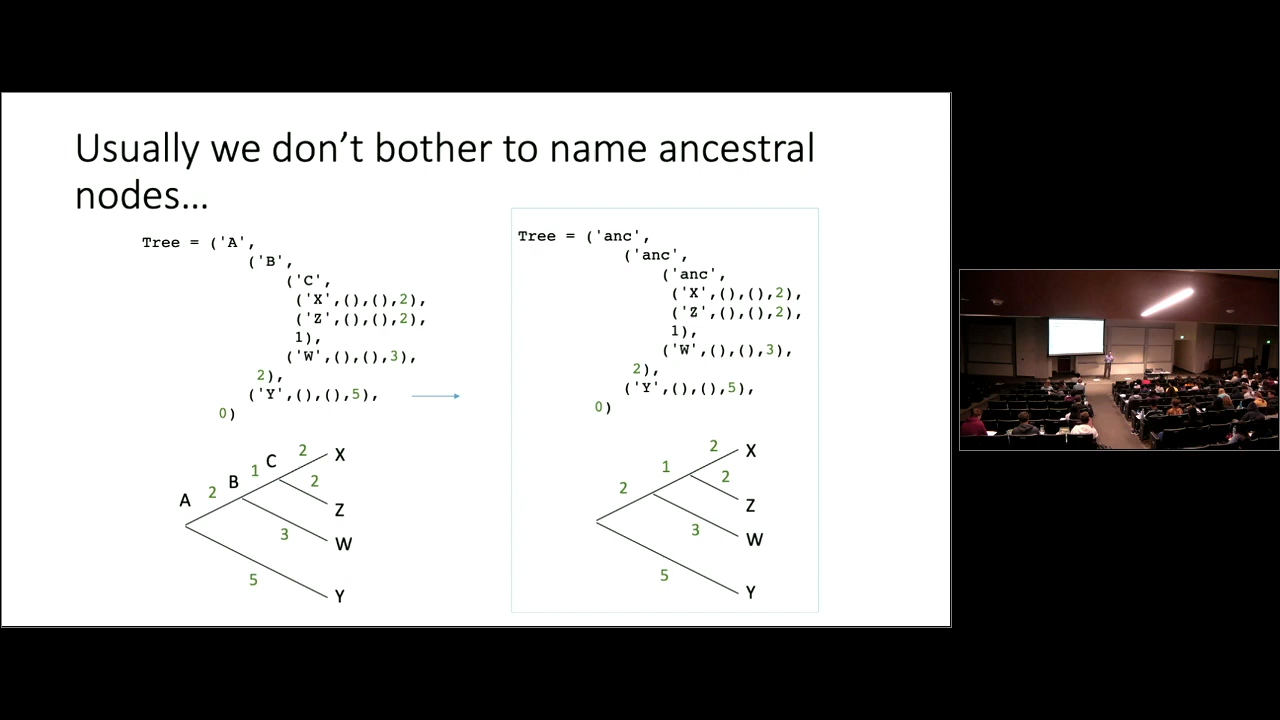 Usually we don't bother to name ancestral
nodes…
Tree = ('A',
('B',
('C',
('X',(),(),2),
('Z',(),(),2),
1),
('W',(),(),3),
2),
('Y',(),(),5),
0)
A
2
B
1
C
2
X
2
Z
3
W
5
Y
Tree = ('anc',
('anc',
('anc',
('X',(),(),2),
('Z',(),(),2),
1),
('W',(),(),3),
2),
('Y',(),(),5),
0)
2
1
2
X
2
Z
3
W
5
Y